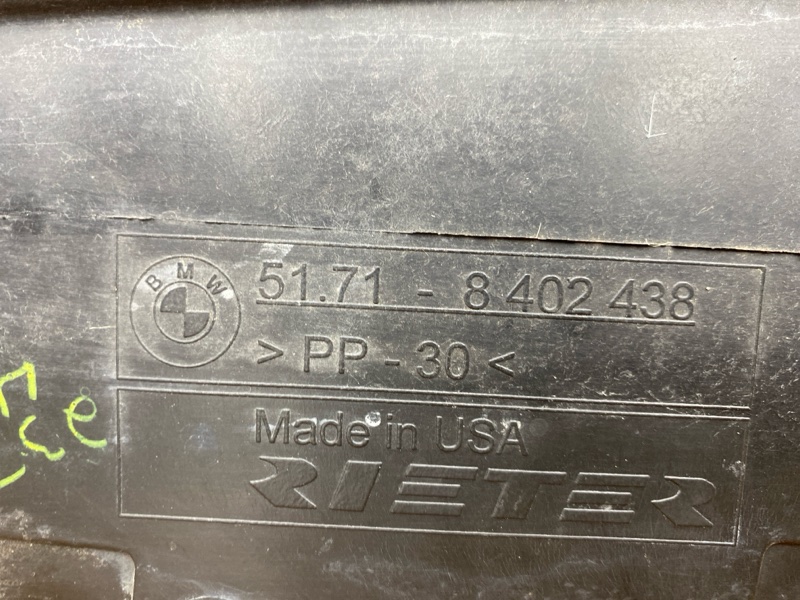 BMW
51.71 - 8 402 438
> PP - 30 <
Made in USA
RIETER